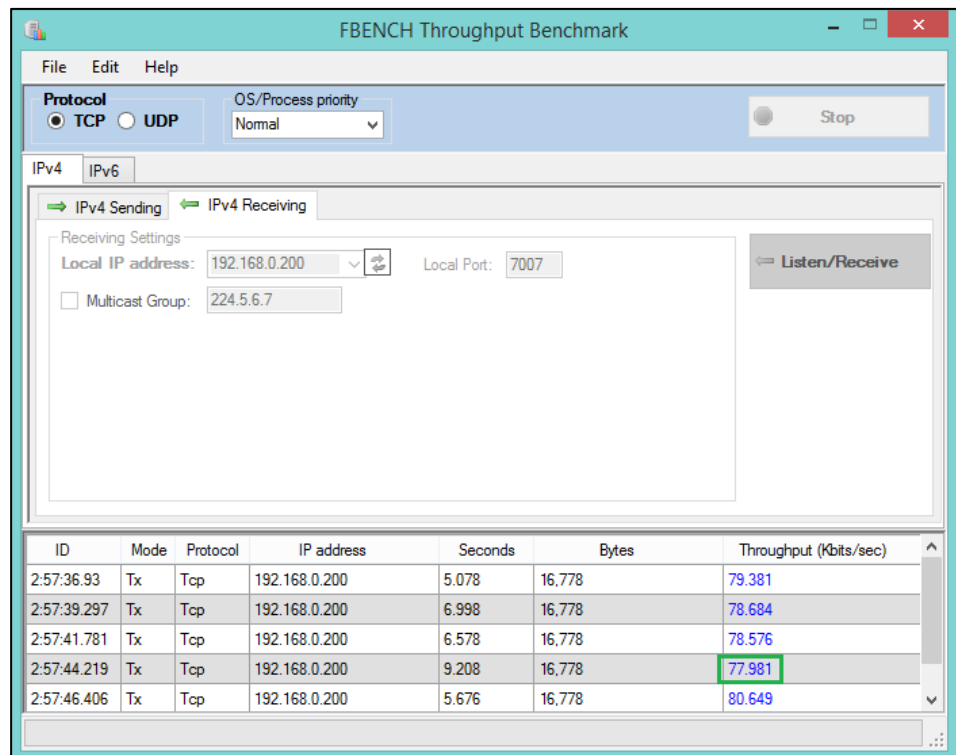 FBENCH Throughput Benchmark
File Edit Help
Protocol OS/Process priority
TCP UDP Normal Stop
IPv4 IPv6
IPv4 Sending IPv4 Receiving
Receiving Settings
Local IP address: 192.168.0.200 Local Port: 7007 Listen/Receive
Multicast Group: 224.5.6.7
ID Mode Protocol IP address Seconds Bytes Throughput (Kbits/sec)
2:57:36.93 Tx Tcp 192.168.0.200 5.078 16,778 79.381
2:57:39.297 Tx Tcp 192.168.0.200 6.998 16,778 78.684
2:57:41.781 Tx Tcp 192.168.0.200 6.578 16,778 78.576
2:57:44.219 Tx Tcp 192.168.0.200 9.208 16,778 77.981
2:57:46.406 Tx Tcp 192.168.0.200 5.676 16,778 80.649